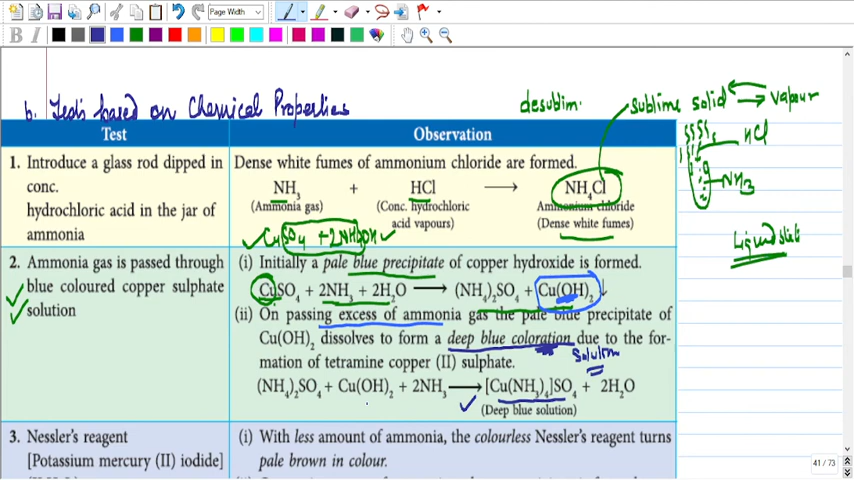 Page Width
B I
b. Tests based on Chemical Properties
desublim.
sublime solid → vapour
HCl
NH3
Liquid state
Test
Observation
1. Introduce a glass rod dipped in
conc.
hydrochloric acid in the jar of
ammonia
Dense white fumes of ammonium chloride are formed.
NH₃ + HCl ⟶ NH₄Cl
(Ammonia gas) (Conc. hydrochloric Ammonium chloride
acid vapours) (Dense white fumes)
CuSO4 + 2NH4OH
2. Ammonia gas is passed through
blue coloured copper sulphate
solution
(i) Initially a pale blue precipitate of copper hydroxide is formed.
CuSO₄ + 2NH₃ + 2H₂O ⟶ (NH₄)₂SO₄ + Cu(OH)₂↓
(ii) On passing excess of ammonia gas the pale blue precipitate of
Cu(OH)₂ dissolves to form a deep blue coloration due to the for-
mation of tetramine copper (II) sulphate.
Solution
(NH₄)₂SO₄ + Cu(OH)₂ + 2NH₃ ⟶ [Cu(NH₃)₄]SO₄ + 2H₂O
(Deep blue solution)
3. Nessler's reagent
[Potassium mercury (II) iodide]
(i) With less amount of ammonia, the colourless Nessler's reagent turns
pale brown in colour.
41 / 73